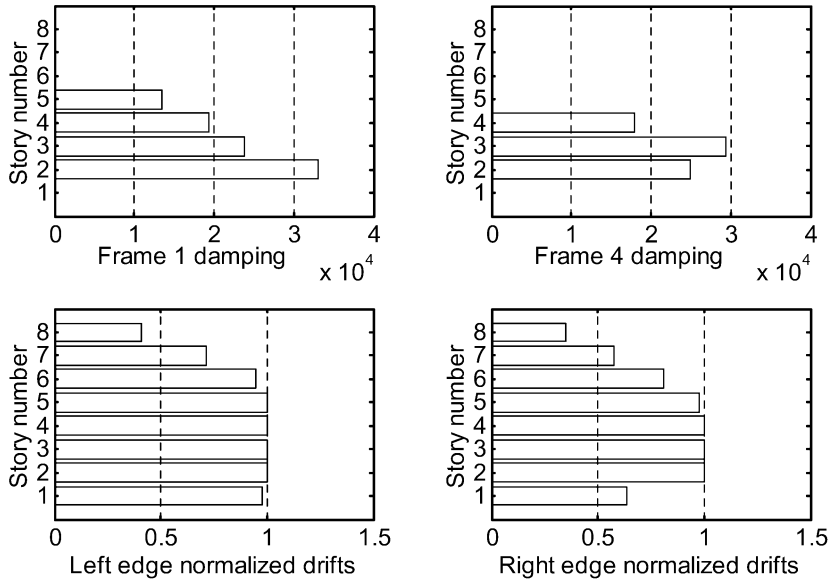 Story number
8
7
6
5
4
3
2
1
0 1 2 3 4
Frame 1 damping
x 10^4
Story number
8
7
6
5
4
3
2
1
0 1 2 3 4
Frame 4 damping
x 10^4
Story number
8
7
6
5
4
3
2
1
0 0.5 1 1.5
Left edge normalized drifts
Story number
8
7
6
5
4
3
2
1
0 0.5 1 1.5
Right edge normalized drifts